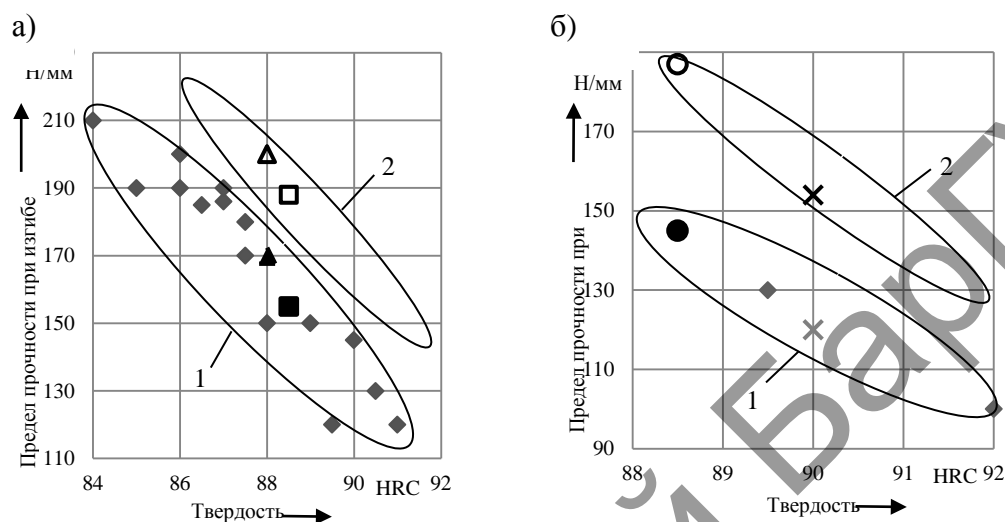 а)
Н/мм
210
190
170
150
130
110
Предел прочности при изгибе
84
86
88
90
HRC
92
Твердость
1
2
б)
Н/мм
170
150
130
110
90
Предел прочности при
88
89
90
91
HRC
92
Твердость
1
2
й БарГ